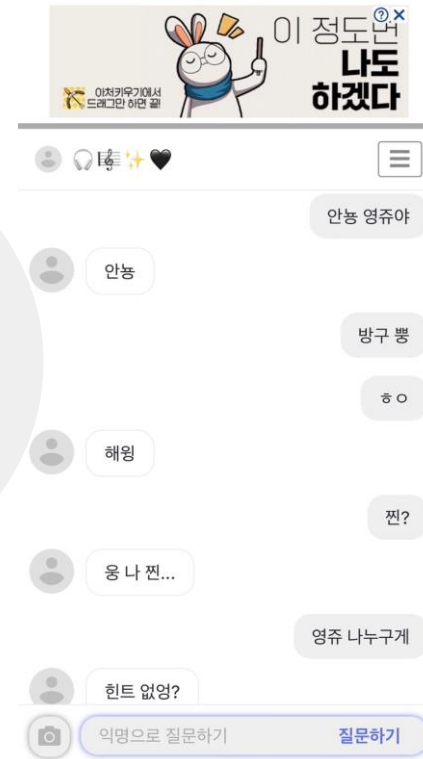 이 정도면
나도
하겠다
아처키우기에서
드래그만 하면 끝!
안뇽 영쥬야
안뇽
방구 뿡
ㅎㅇ
해윙
찐?
웅 나 찐...
영쥬 나누구게
힌트 없엉?
익명으로 질문하기
질문하기